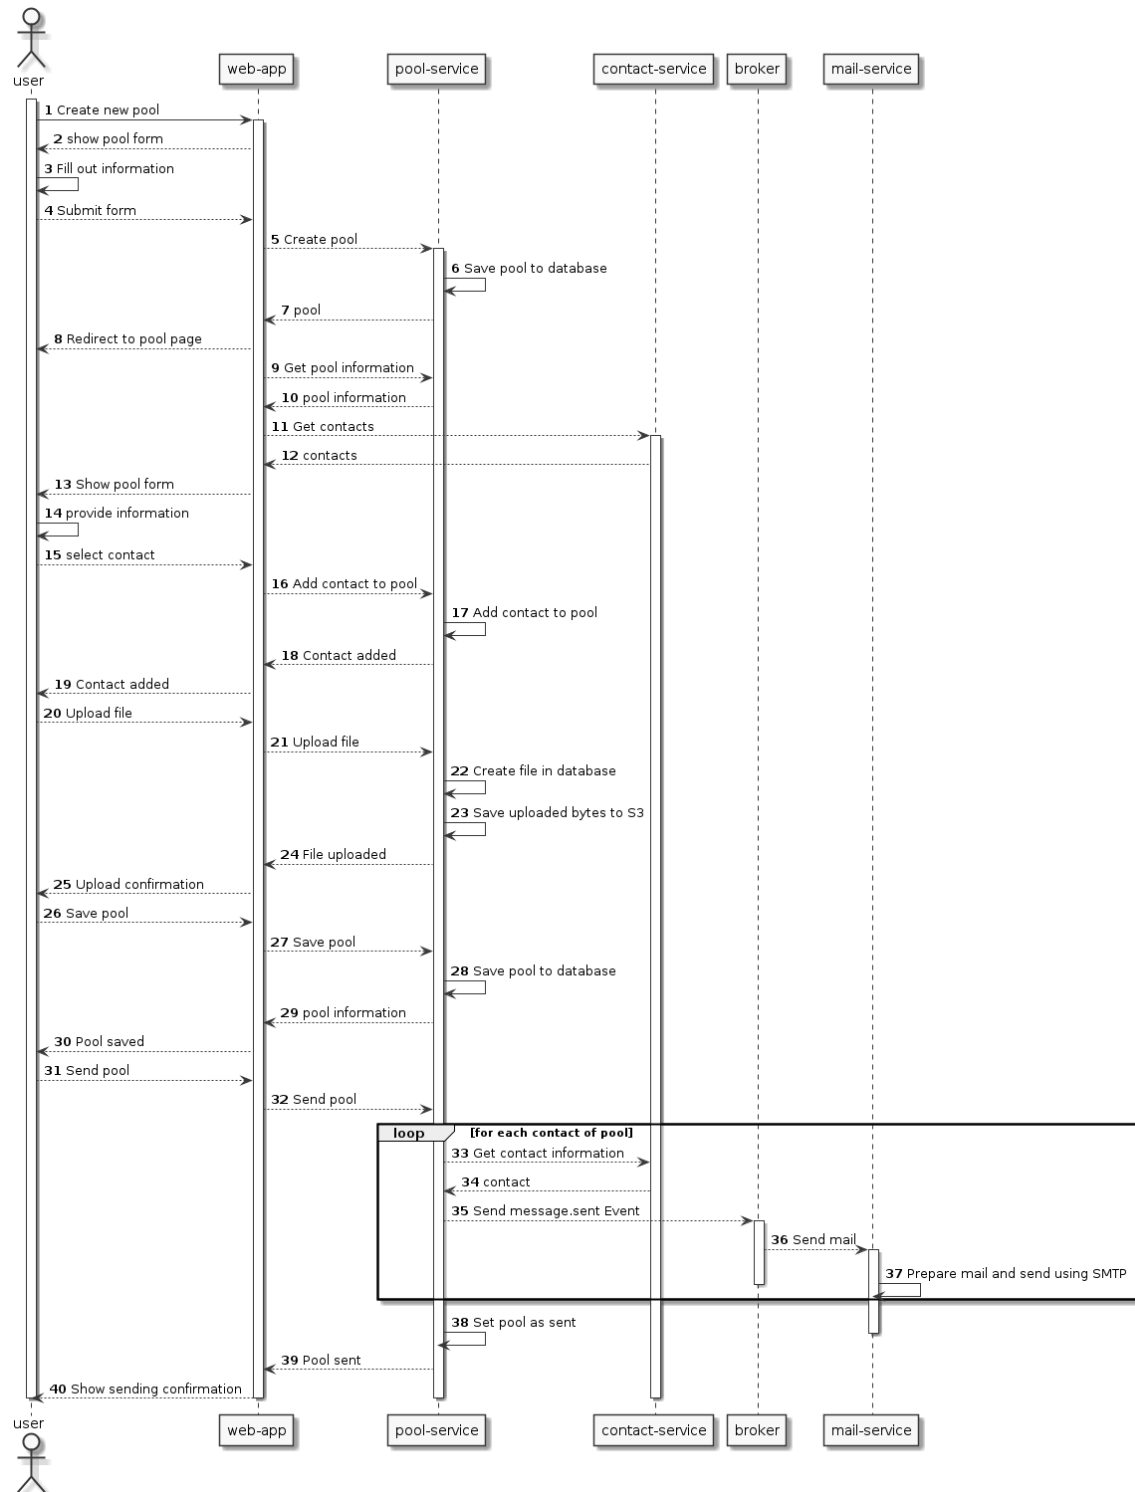 user
web-app
pool-service
contact-service
broker
mail-service
1 Create new pool
2 show pool form
3 Fill out information
4 Submit form
5 Create pool
6 Save pool to database
7 pool
8 Redirect to pool page
9 Get pool information
10 pool information
11 Get contacts
12 contacts
13 Show pool form
14 provide information
15 select contact
16 Add contact to pool
17 Add contact to pool
18 Contact added
19 Contact added
20 Upload file
21 Upload file
22 Create file in database
23 Save uploaded bytes to S3
24 File uploaded
25 Upload confirmation
26 Save pool
27 Save pool
28 Save pool to database
29 pool information
30 Pool saved
31 Send pool
32 Send pool
loop [for each contact of pool]
33 Get contact information
34 contact
35 Send message.sent Event
36 Send mail
37 Prepare mail and send using SMTP
38 Set pool as sent
39 Pool sent
40 Show sending confirmation
user
web-app
pool-service
contact-service
broker
mail-service